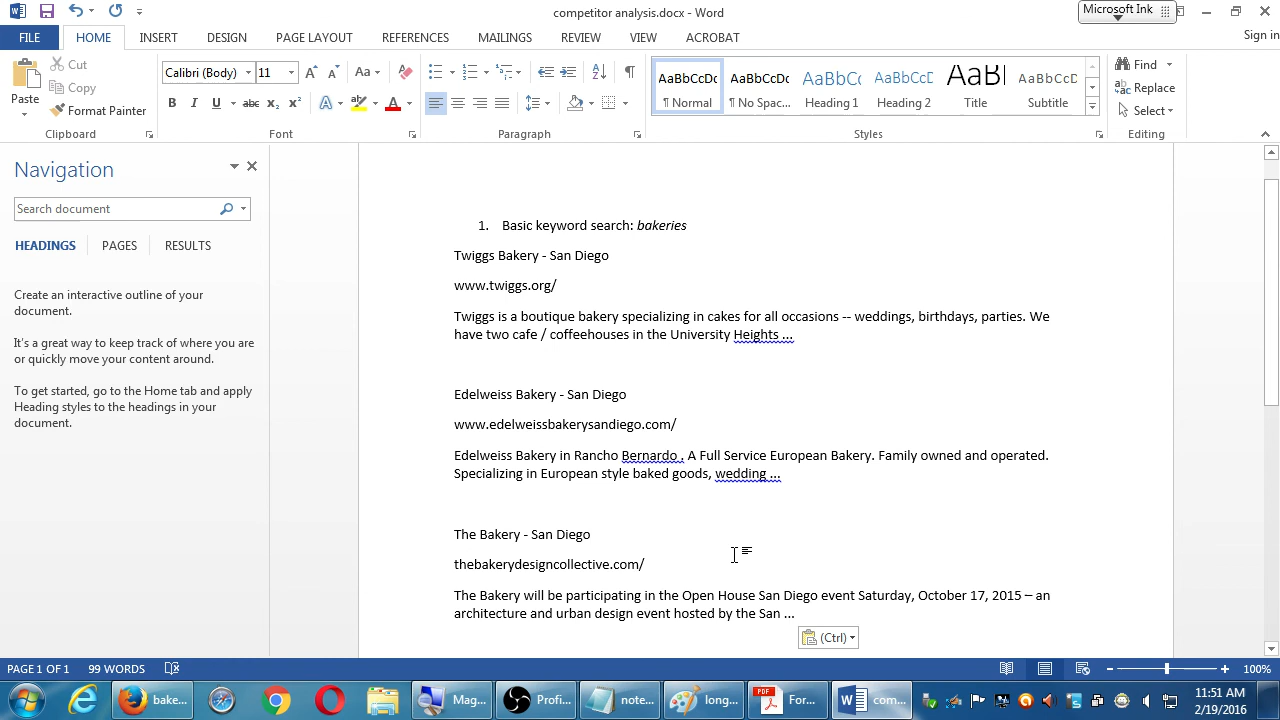 competitor analysis.docx - Word
Microsoft Ink
Sign in
FILE
HOME
INSERT
DESIGN
PAGE LAYOUT
REFERENCES
MAILINGS
REVIEW
VIEW
ACROBAT
Paste
Cut
Copy
Format Painter
Clipboard
Calibri (Body)
11
Font
Paragraph
AaBbCcDc
¶ Normal
AaBbCcDc
¶ No Spac...
AaBbCc
Heading 1
AaBbCcD
Heading 2
AaBl
Title
AaBbCcD
Subtitle
Styles
Find
Replace
Select
Editing
Navigation
Search document
HEADINGS
PAGES
RESULTS
Create an interactive outline of your
document.
It's a great way to keep track of where you are
or quickly move your content around.
To get started, go to the Home tab and apply
Heading styles to the headings in your
document.
1. Basic keyword search: bakeries
Twiggs Bakery - San Diego
www.twiggs.org/
Twiggs is a boutique bakery specializing in cakes for all occasions -- weddings, birthdays, parties. We
have two cafe / coffeehouses in the University Heights ...
Edelweiss Bakery - San Diego
www.edelweissbakerysandiego.com/
Edelweiss Bakery in Rancho Bernardo . A Full Service European Bakery. Family owned and operated.
Specializing in European style baked goods, wedding ...
The Bakery - San Diego
thebakerydesigncollective.com/
The Bakery will be participating in the Open House San Diego event Saturday, October 17, 2015 – an
architecture and urban design event hosted by the San ...
(Ctrl)
PAGE 1 OF 1
99 WORDS
100%
bake...
Mag...
Profi...
note...
long...
For...
com...
11:51 AM
2/19/2016